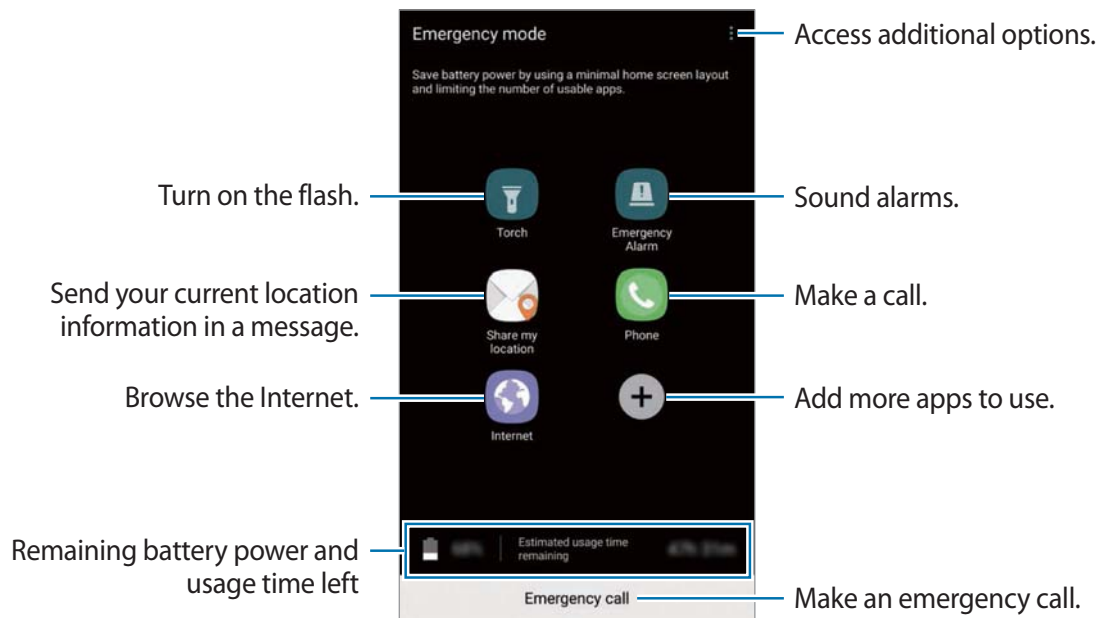 Emergency mode
Access additional options.
Save battery power by using a minimal home screen layout
and limiting the number of usable apps.
Turn on the flash.
Torch
Emergency
Alarm
Sound alarms.
Send your current location
information in a message.
Share my
location
Phone
Make a call.
Browse the Internet.
Internet
Add more apps to use.
Remaining battery power and
usage time left
Estimated usage time
remaining
Emergency call
Make an emergency call.